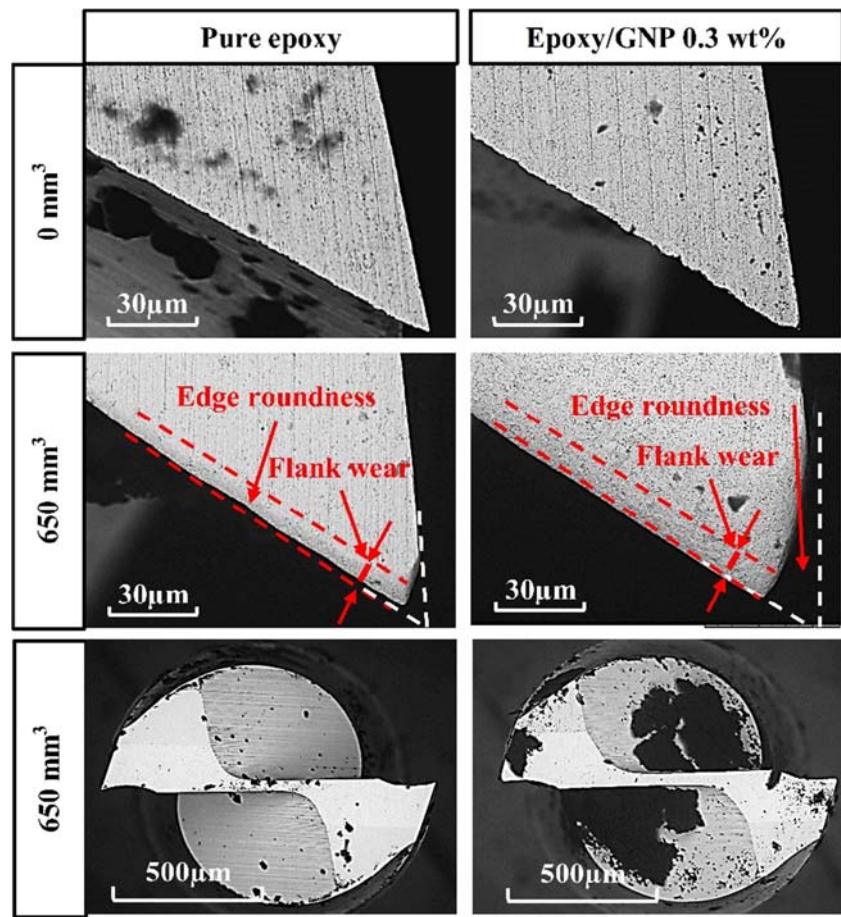 Pure epoxy
Epoxy/GNP 0.3 wt%
0 mm³
30µm
30µm
650 mm³
Edge roundness
Flank wear
30µm
Edge roundness
Flank wear
30µm
650 mm³
500µm
500µm